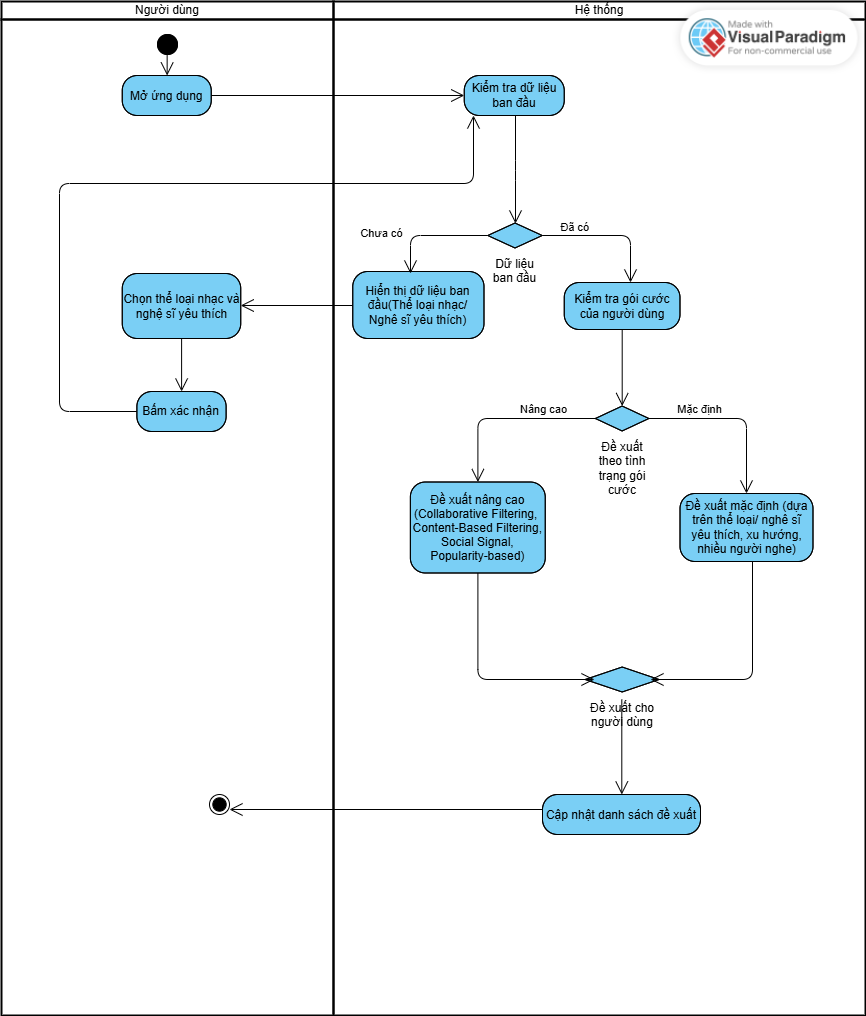 Người dùng
Hệ thống
Made with
VisualParadigm
For non-commercial use
Mở ứng dụng
Kiểm tra dữ liệu
ban đầu
Chưa có
Đã có
Dữ liệu
ban đầu
Chọn thể loại nhạc và
nghệ sĩ yêu thích
Hiển thị dữ liệu ban
đầu(Thể loại nhạc/
Nghệ sĩ yêu thích)
Kiểm tra gói cước
của người dùng
Bấm xác nhận
Nâng cao
Mặc định
Đề xuất
theo tình
trạng gói
cước
Đề xuất nâng cao
(Collaborative Filtering,
Content-Based Filtering,
Social Signal,
Popularity-based)
Đề xuất mặc định (dựa
trên thể loại/ nghệ sĩ
yêu thích, xu hướng,
nhiều người nghe)
Đề xuất cho
người dùng
Cập nhật danh sách đề xuất